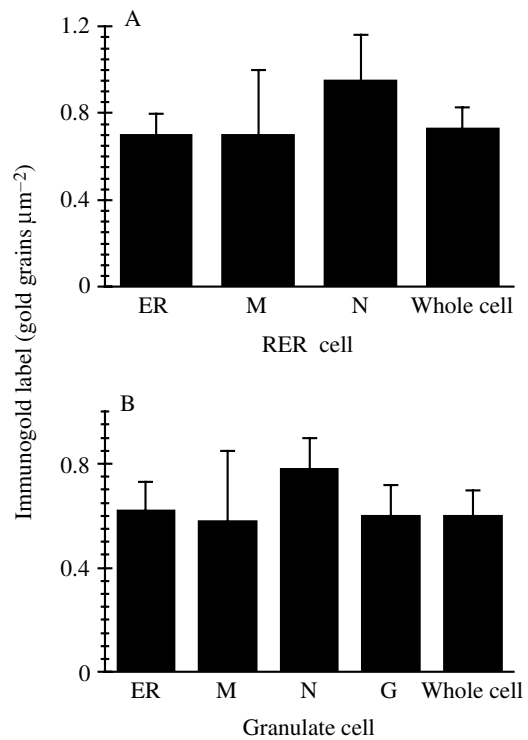 Immunogold label (gold grains μm⁻²)
A
1.2
0.8
0.4
0
ER M N Whole cell
RER cell
B
0.8
0.4
0
ER M N G Whole cell
Granulate cell